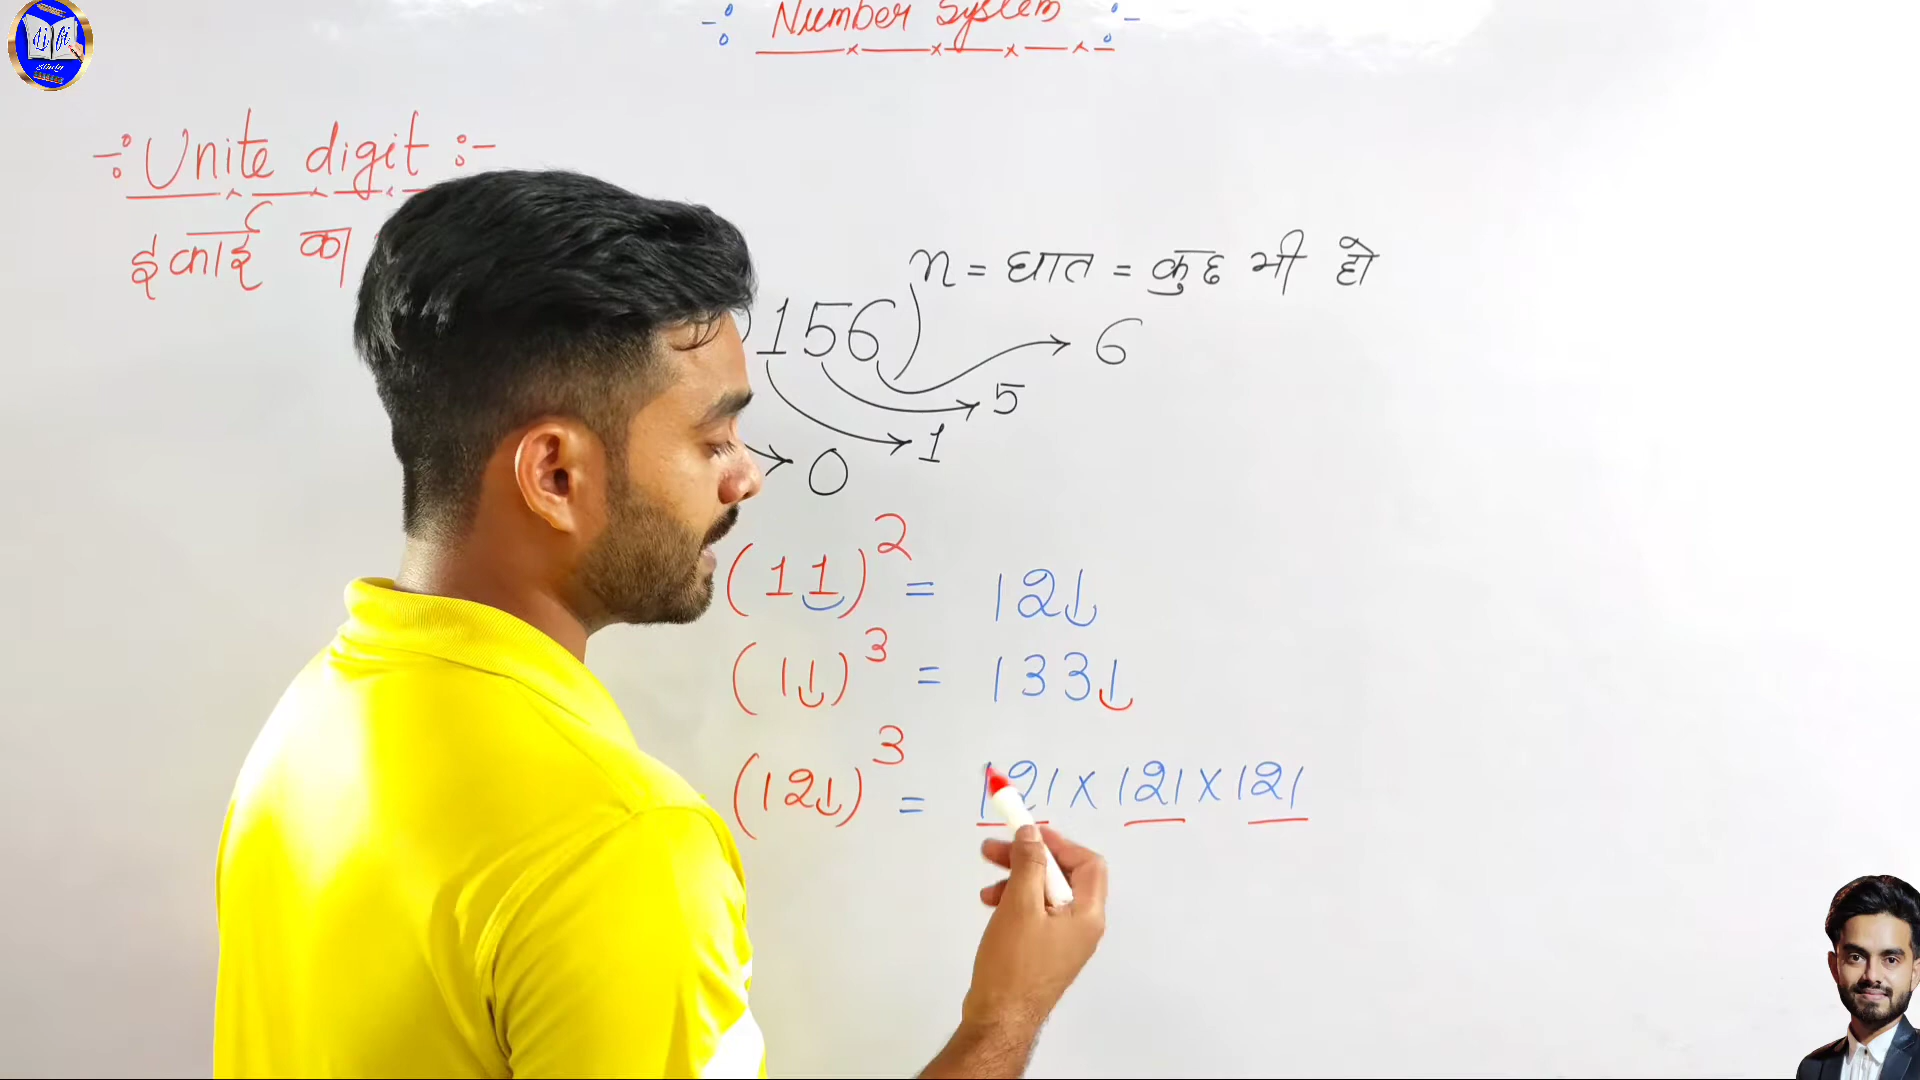 -: Number System :-
-: Unite digit :-
इकाई का
n = घात = कुछ भी हो
156) 6
5
1
0
(11)² = 121
(11)³ = 1331
(121)³ = 121 × 121 × 121
Study